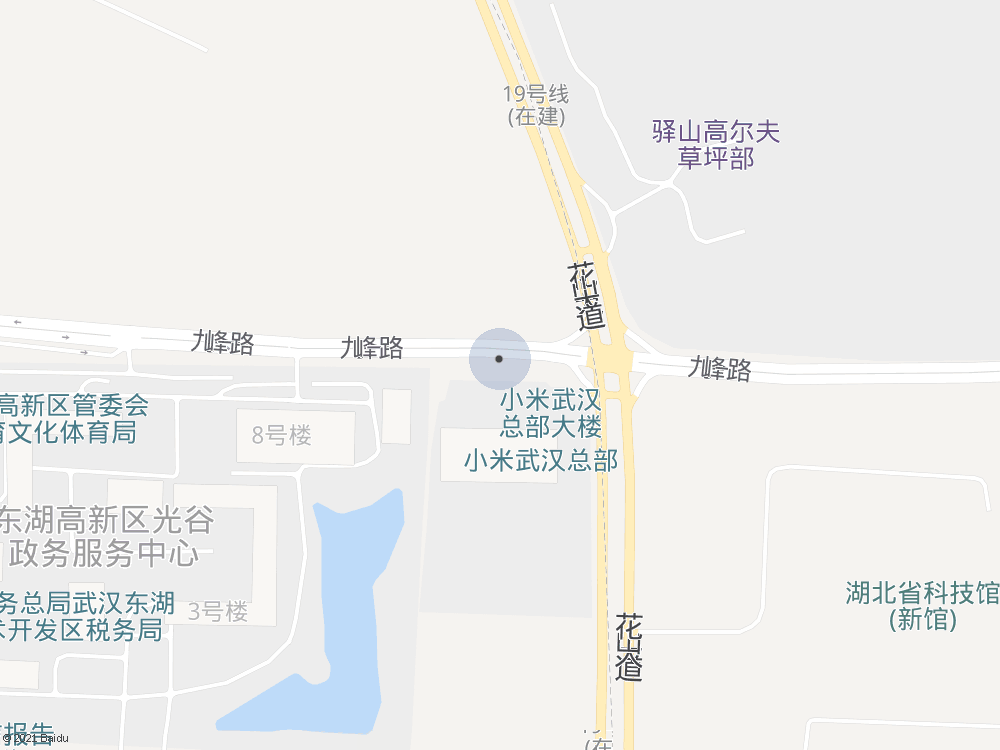 19号线
(在建)
驿山高尔夫
草坪部
花山大道
九峰路
九峰路
九峰路
小米武汉
总部大楼
小米武汉总部
高新区管委会
育文化体育局
8号楼
东湖高新区光谷
政务服务中心
务总局武汉东湖
术开发区税务局
3号楼
湖北省科技馆
(新馆)
花山大道
报告
© 2021 Baidu